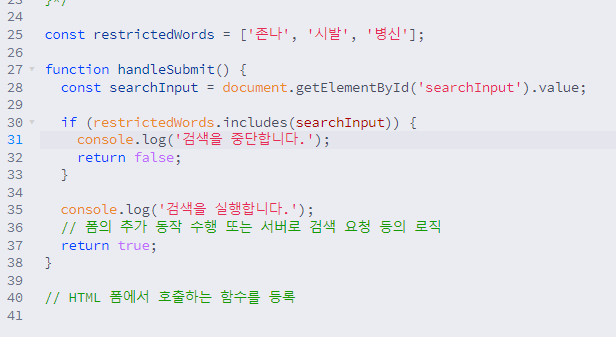 23 }*/
24
25 const restrictedWords = ['존나', '시발', '병신'];
26
27 function handleSubmit() {
28   const searchInput = document.getElementById('searchInput').value;
29
30   if (restrictedWords.includes(searchInput)) {
31     console.log('검색을 중단합니다.');
32     return false;
33   }
34
35   console.log('검색을 실행합니다.');
36   // 폼의 추가 동작 수행 또는 서버로 검색 요청 등의 로직
37   return true;
38 }
39
40 // HTML 폼에서 호출하는 함수를 등록
41